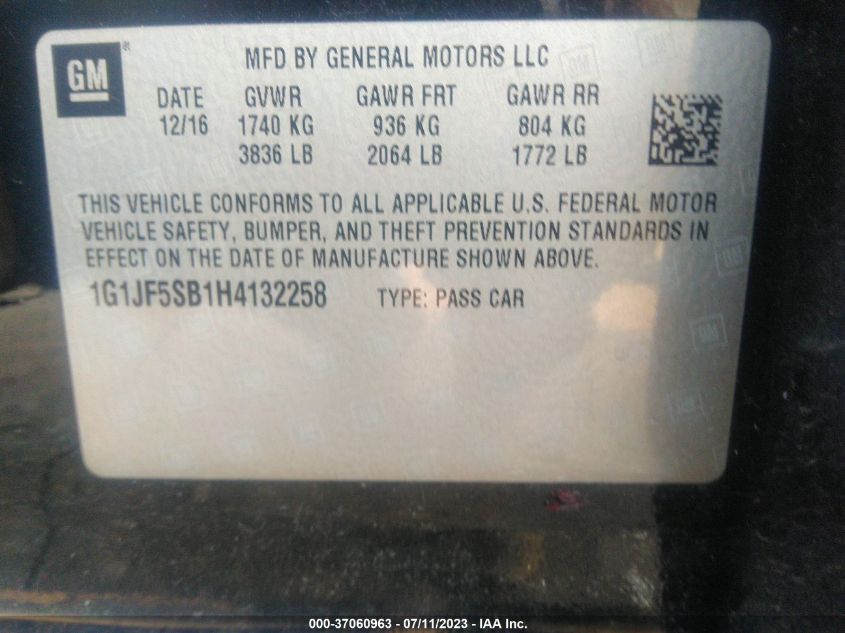 GM®
MFD BY GENERAL MOTORS LLC
DATE GVWR GAWR FRT GAWR RR
12/16 1740 KG 936 KG 804 KG
3836 LB 2064 LB 1772 LB
THIS VEHICLE CONFORMS TO ALL APPLICABLE U.S. FEDERAL MOTOR
VEHICLE SAFETY, BUMPER, AND THEFT PREVENTION STANDARDS IN
EFFECT ON THE DATE OF MANUFACTURE SHOWN ABOVE.
1G1JF5SB1H4132258 TYPE: PASS CAR
000-37060963 - 07/11/2023 - IAA Inc.